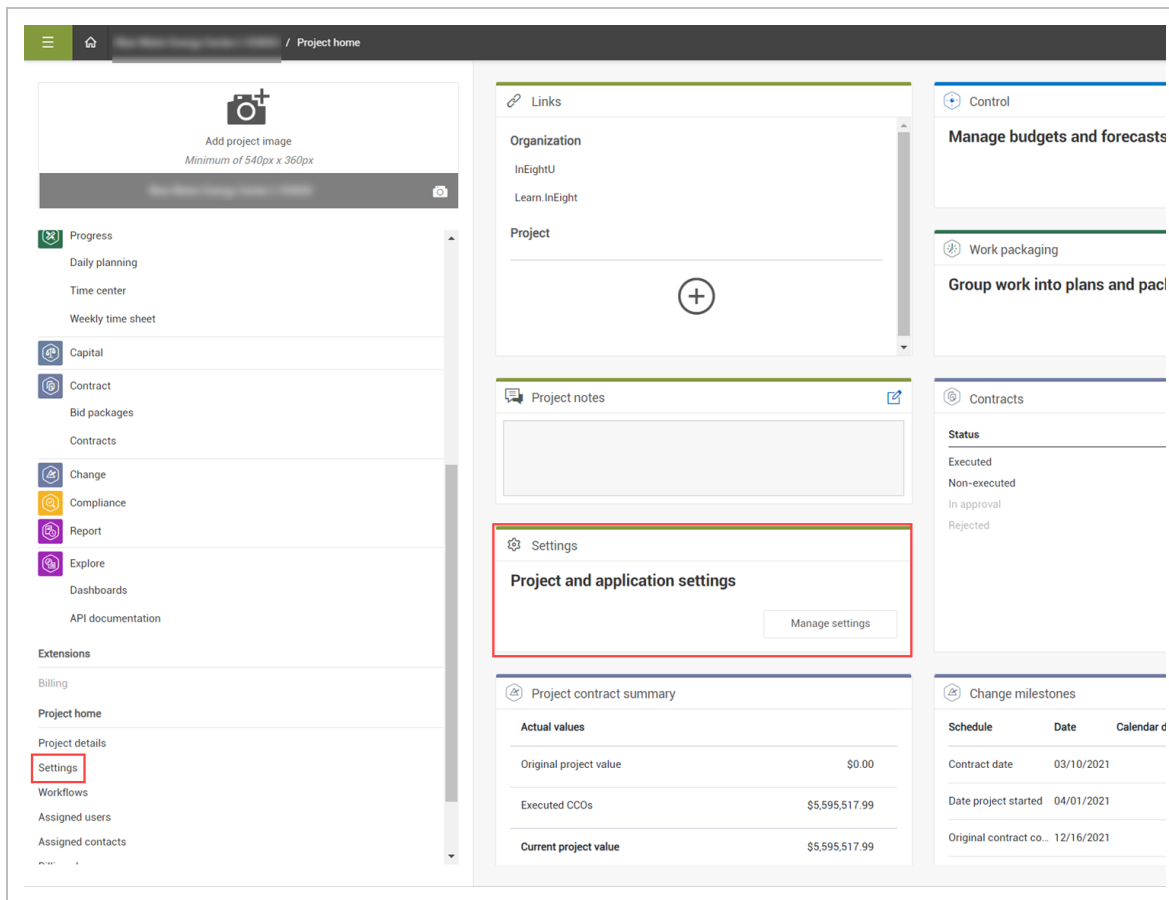 / Project home
Add project image
Minimum of 540px x 360px
Progress
Daily planning
Time center
Weekly time sheet
Capital
Contract
Bid packages
Contracts
Change
Compliance
Report
Explore
Dashboards
API documentation
Extensions
Billing
Project home
Project details
Settings
Workflows
Assigned users
Assigned contacts
Links
Organization
InEightU
Learn.InEight
Project
Project notes
Settings
Project and application settings
Manage settings
Project contract summary
Actual values
Original project value $0.00
Executed CCOs $5,595,517.99
Current project value $5,595,517.99
Control
Manage budgets and forecasts
Work packaging
Group work into plans and pac
Contracts
Status
Executed
Non-executed
In approval
Rejected
Change milestones
Schedule Date Calendar d
Contract date 03/10/2021
Date project started 04/01/2021
Original contract co... 12/16/2021